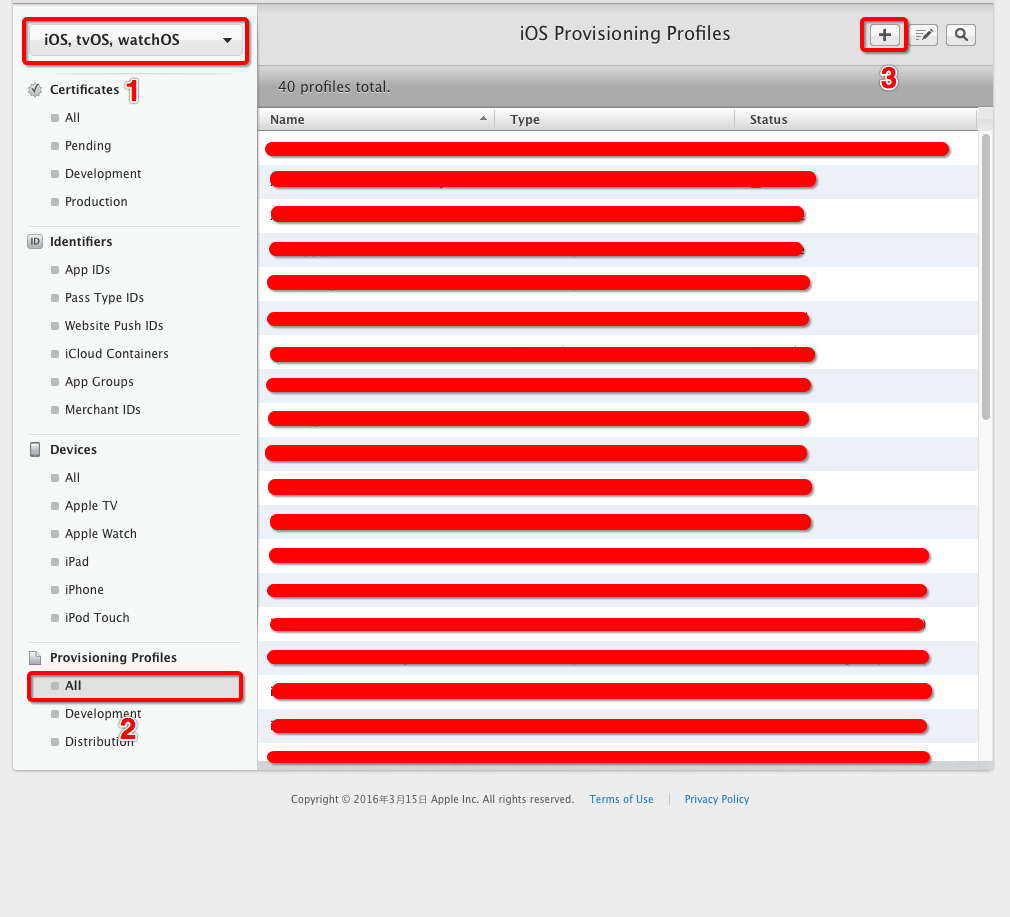 iOS, tvOS, watchOS
iOS Provisioning Profiles
3
40 profiles total.
Name Type Status
Certificates 1
All
Pending
Development
Production
ID Identifiers
App IDs
Pass Type IDs
Website Push IDs
iCloud Containers
App Groups
Merchant IDs
Devices
All
Apple TV
Apple Watch
iPad
iPhone
iPod Touch
Provisioning Profiles
All
Development
2
Distribution
Copyright © 2016年3月15日 Apple Inc. All rights reserved. Terms of Use Privacy Policy